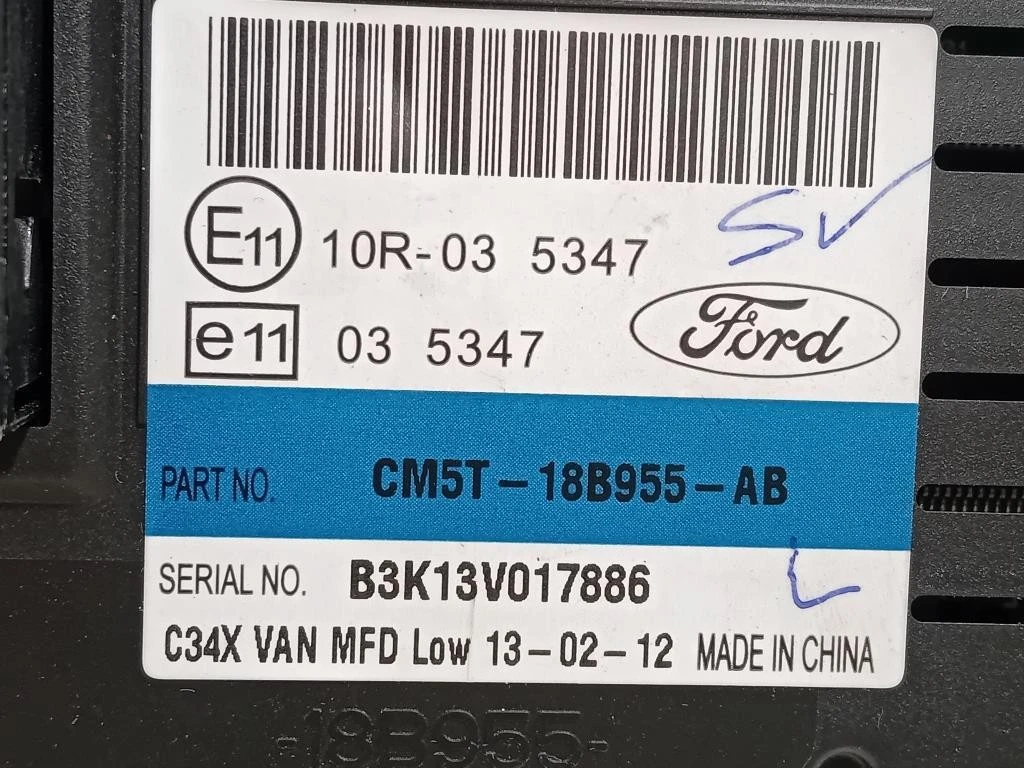 SV
E11 10R-03 5347
e11 03 5347
Ford
PART NO. CM5T-18B955-AB
L
SERIAL NO. B3K13V017886
C34X VAN MFD Low 13-02-12 MADE IN CHINA
-18B955-